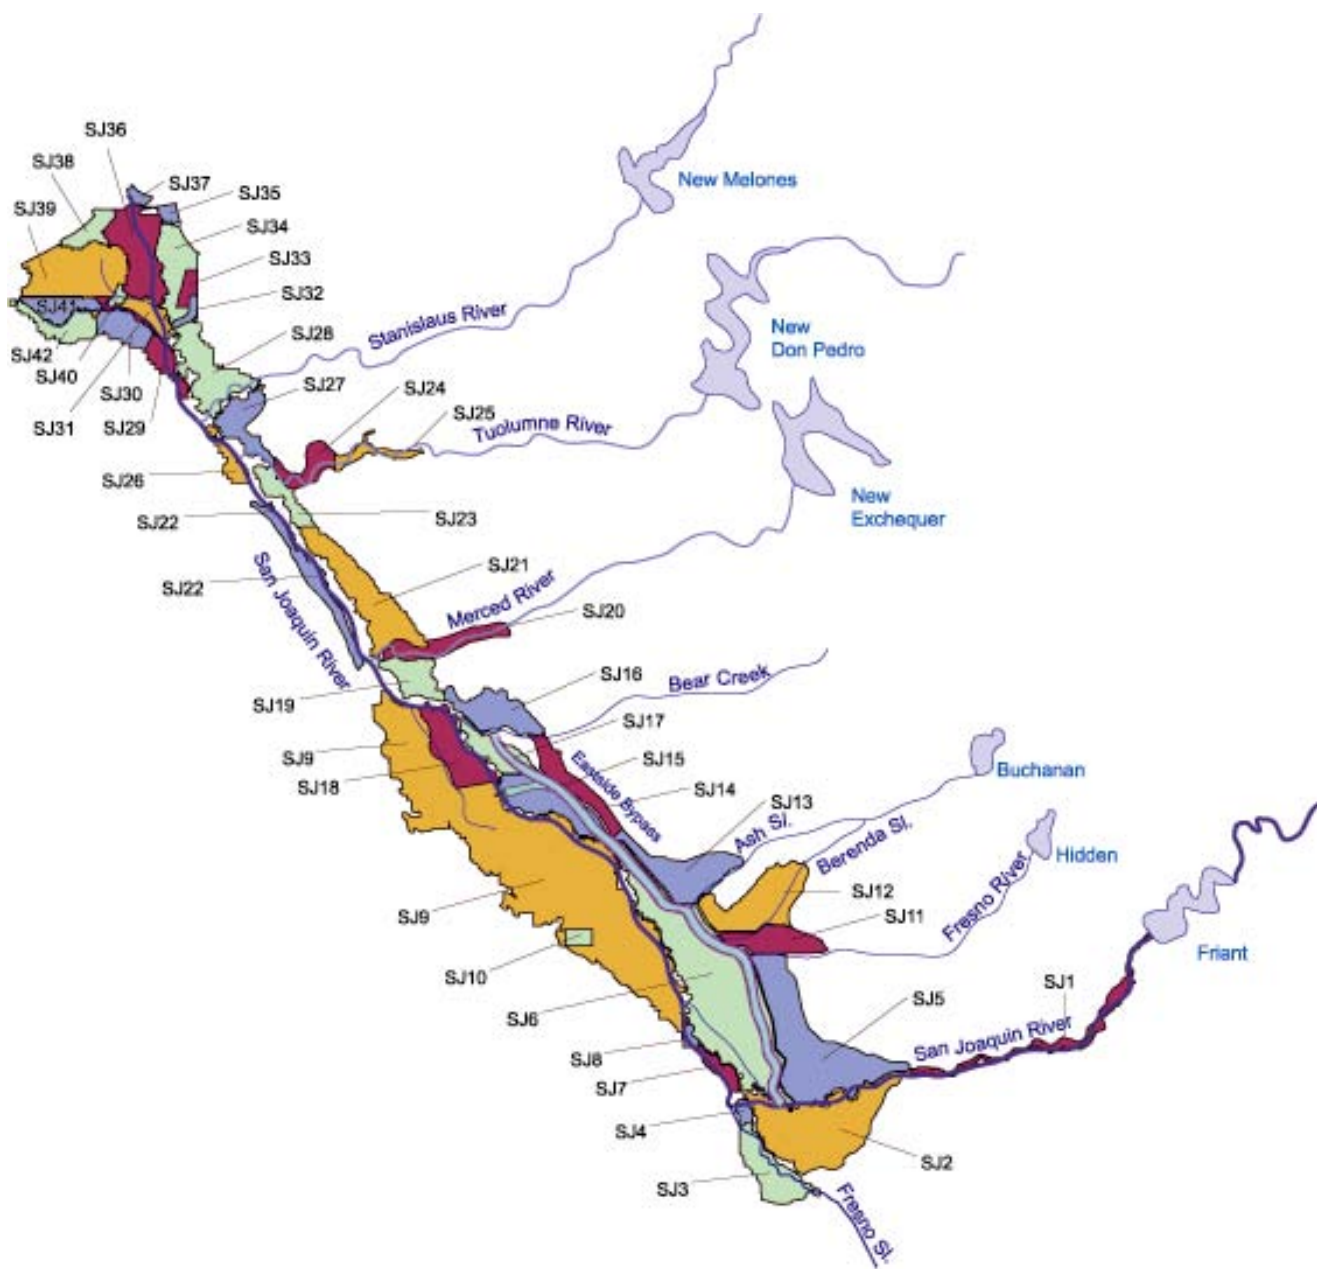 SJ36
SJ38
SJ37
SJ35
SJ39
SJ34
SJ33
SJ32
SJ41
SJ28
SJ42
SJ40
SJ27
SJ24
SJ30
SJ25
SJ31
SJ29
SJ26
SJ22
SJ23
SJ22
SJ21
SJ20
SJ19
SJ16
SJ17
SJ9
SJ15
SJ18
SJ14
SJ13
SJ12
SJ9
SJ11
SJ10
SJ6
SJ5
SJ1
SJ8
SJ7
SJ4
SJ2
SJ3
New Melones
Stanislaus River
New
Don Pedro
Tuolumne River
New
Exchequer
San Joaquin River
Merced River
Bear Creek
Eastside Bypass
Buchanan
Ash Sl.
Berenda Sl.
Hidden
Fresno River
Friant
San Joaquin River
Fresno Sl.